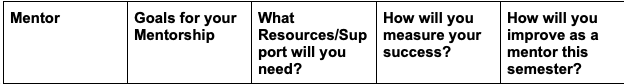 Mentor
Goals for your
Mentorship
What
Resources/Sup
port will you
need?
How will you
measure your
success?
How will you
improve as a
mentor this
semester?